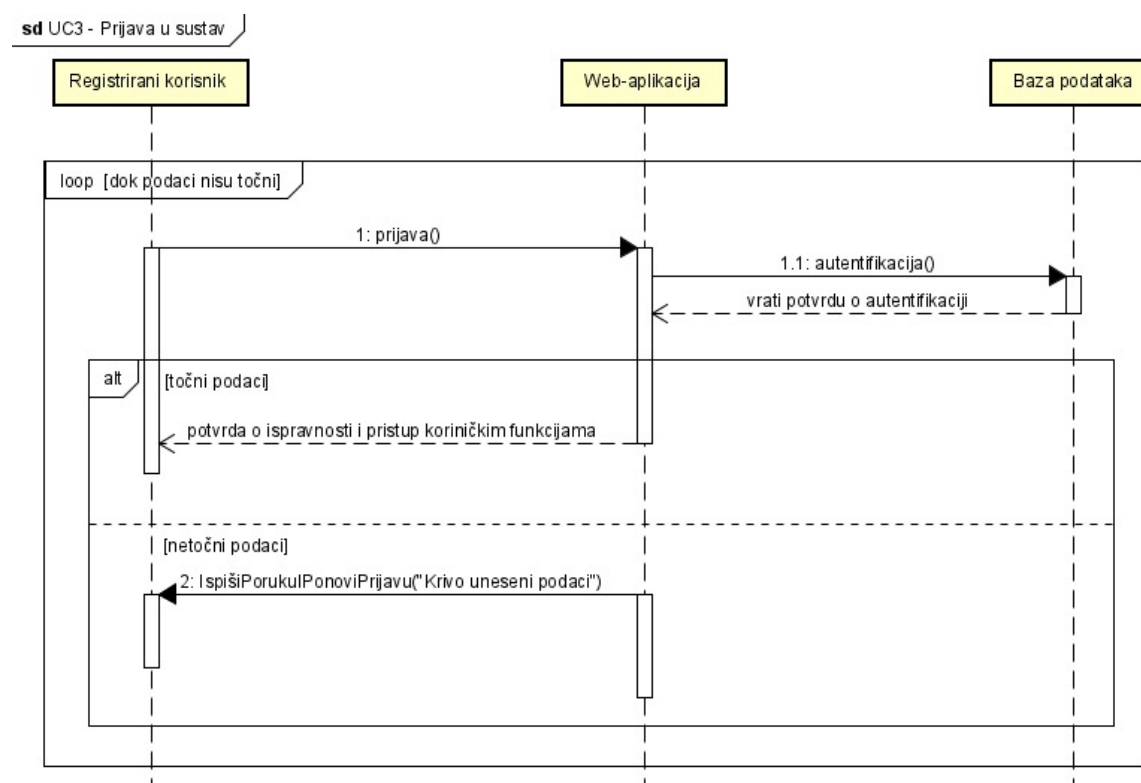 sd UC3 - Prijava u sustav
Registrirani korisnik
Web-aplikacija
Baza podataka
loop [dok podaci nisu točni]
1: prijava()
1.1: autentifikacija()
vrati potvrdu o autentifikaciji
alt
[točni podaci]
potvrda o ispravnosti i pristup koriničkim funkcijama
[netočni podaci]
2: IspišiPorukuIPonoviPrijavu("Krivo uneseni podaci")